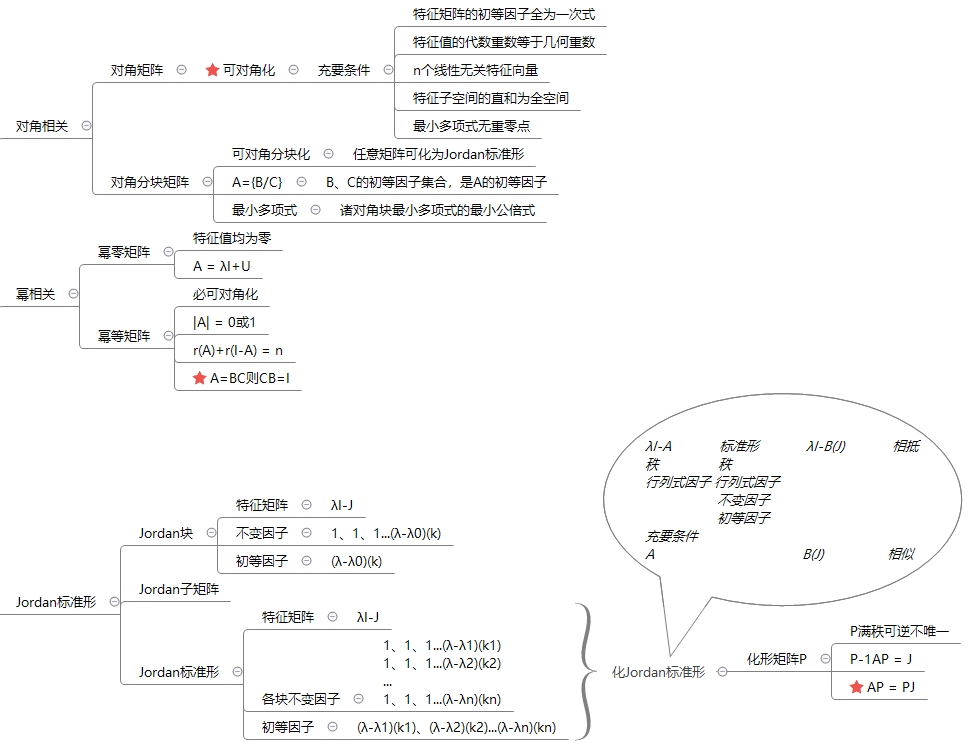 特征矩阵的初等因子全为一次式
特征值的代数重数等于几何重数
对角矩阵 可对角化 充要条件 n个线性无关特征向量
特征子空间的直和为全空间
对角相关 最小多项式无重零点
可对角分块化 任意矩阵可化为Jordan标准形
对角分块矩阵 A={B/C} B、C的初等因子集合，是A的初等因子
最小多项式 诸对角块最小多项式的最小公倍式
特征值均为零
幂零矩阵
A = λI+U
幂相关 必可对角化
|A| = 0或1
幂等矩阵
r(A)+r(I-A) = n
A=BC则CB=I
λI-A 标准形 λI-B(J) 相抵
秩 秩
行列式因子 行列式因子
不变因子
初等因子
充要条件
A B(J) 相似
特征矩阵 λI-J
Jordan块 不变因子 1、1、1...(λ-λ0)(k)
初等因子 (λ-λ0)(k)
Jordan标准形 Jordan子矩阵
特征矩阵 λI-J
1、1、1...(λ-λ1)(k1)
1、1、1...(λ-λ2)(k2)
...
Jordan标准形 各块不变因子 1、1、1...(λ-λn)(kn)
初等因子 (λ-λ1)(k1)、(λ-λ2)(k2)...(λ-λn)(kn)
P满秩可逆不唯一
化Jordan标准形 化形矩阵P P-1AP = J
AP = PJ